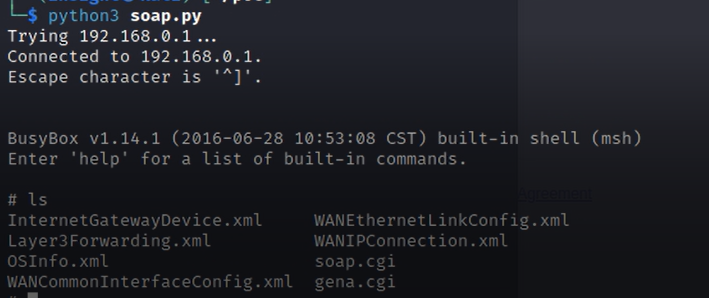 $ python3 soap.py
Trying 192.168.0.1...
Connected to 192.168.0.1.
Escape character is '^]'.
BusyBox v1.14.1 (2016-06-28 10:53:08 CST) built-in shell (msh)
Enter 'help' for a list of built-in commands.
Agreement
# ls
InternetGatewayDevice.xml WANEthernetLinkConfig.xml
Layer3Forwarding.xml WANIPConnection.xml
OSInfo.xml soap.cgi
WANCommonInterfaceConfig.xml gena.cgi
#